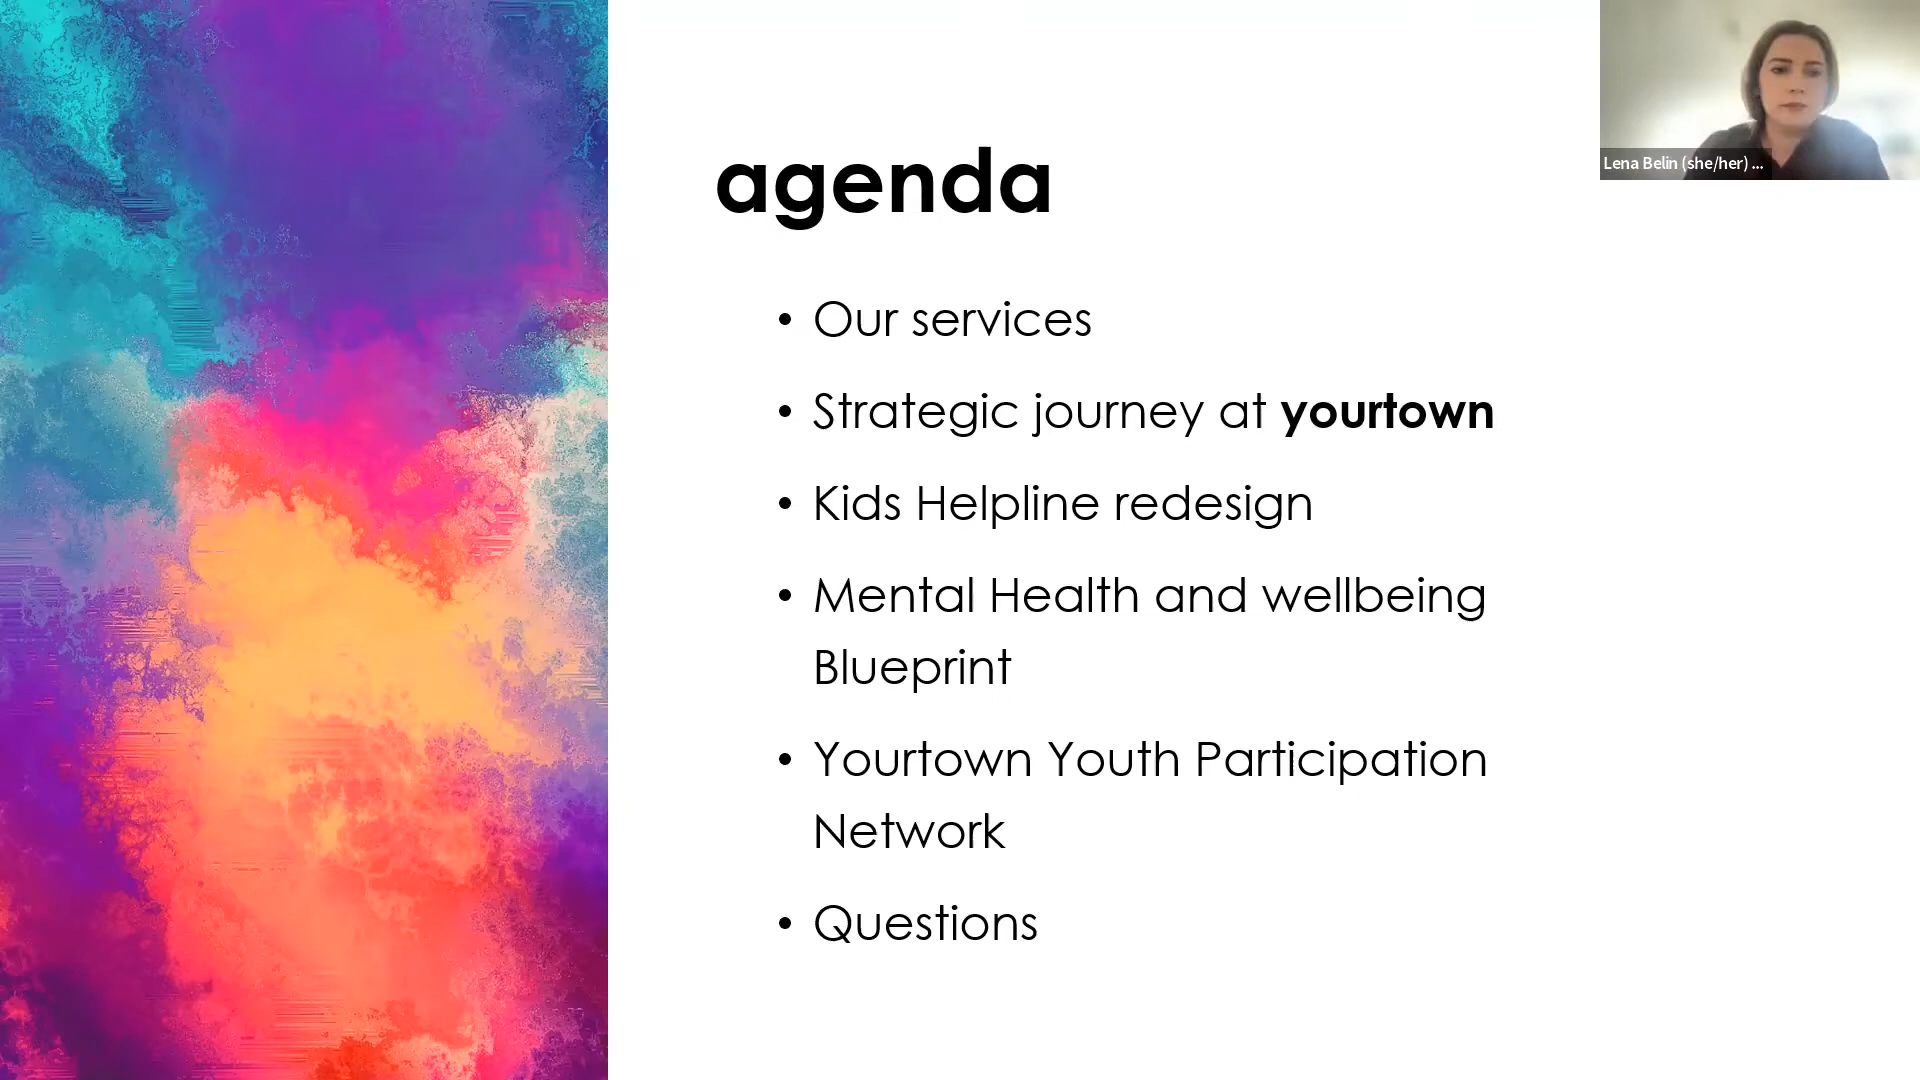 agenda
• Our services
• Strategic journey at yourtown
• Kids Helpline redesign
• Mental Health and wellbeing
Blueprint
• Yourtown Youth Participation
Network
• Questions
Lena Belin (she/her) ...